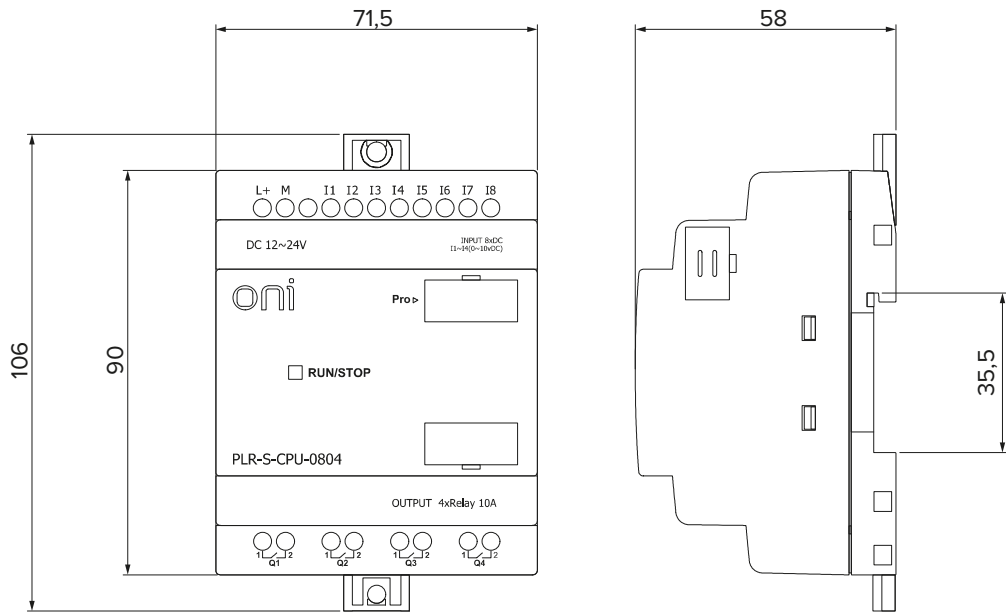 71,5
58
L+ M I1 I2 I3 I4 I5 I6 I7 I8
DC 12~24V
INPUT 8xDC
I1~I4(0~10vDC)
oni
Pro
RUN/STOP
106
90
35,5
PLR-S-CPU-0804
OUTPUT 4xRelay 10A
1 2 1 2 1 2 1 2
Q1 Q2 Q3 Q4